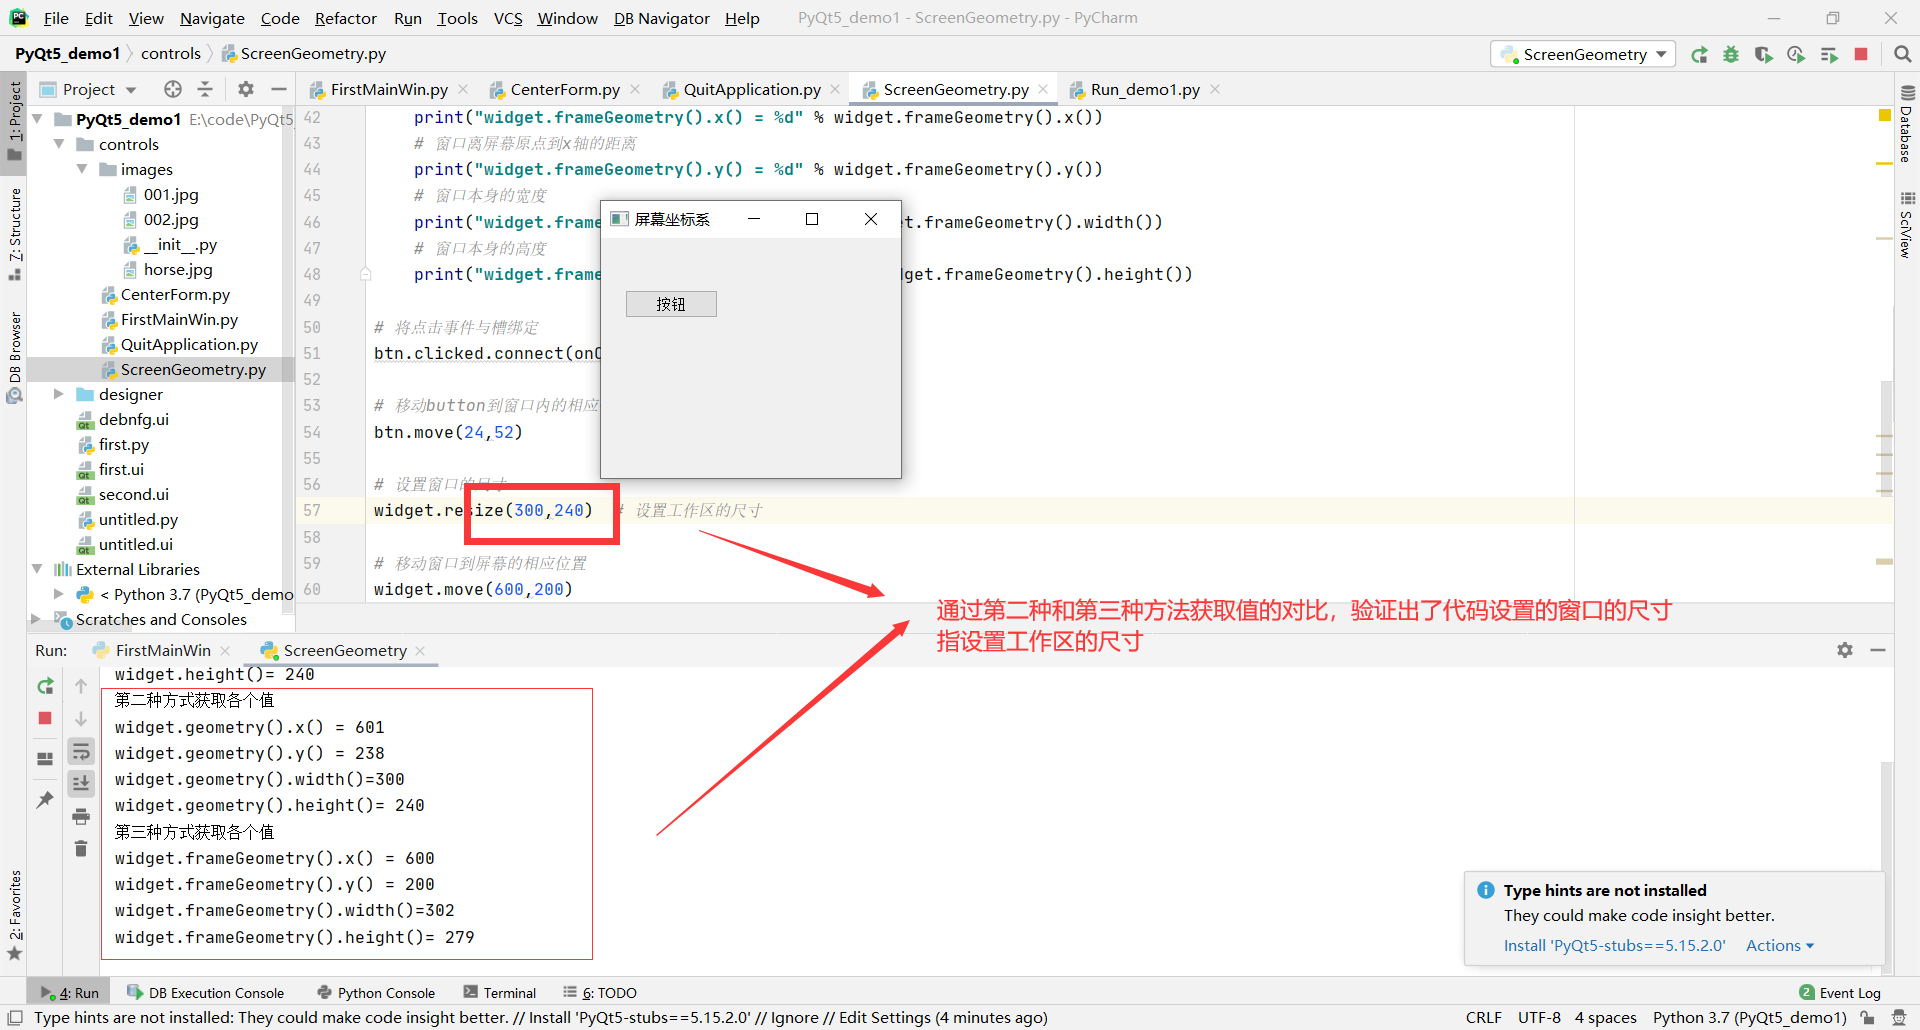 File Edit View Navigate Code Refactor Run Tools VCS Window DB Navigator Help PyQt5_demo1 - ScreenGeometry.py - PyCharm
PyQt5_demo1 controls ScreenGeometry.py ScreenGeometry
Project FirstMainWin.py CenterForm.py QuitApplication.py ScreenGeometry.py Run_demo1.py
1: Project
7: Structure
DB Browser
2: Favorites
Database
SciView
PyQt5_demo1 E:\code\PyQt5
controls
images
001.jpg
002.jpg
__init__.py
horse.jpg
CenterForm.py
FirstMainWin.py
QuitApplication.py
ScreenGeometry.py
designer
debnfg.ui
first.py
first.ui
second.ui
untitled.py
untitled.ui
External Libraries
< Python 3.7 (PyQt5_demo
Scratches and Consoles
42 print("widget.frameGeometry().x() = %d" % widget.frameGeometry().x())
43 # 窗口离屏幕原点到x轴的距离
44 print("widget.frameGeometry().y() = %d" % widget.frameGeometry().y())
45 # 窗口本身的宽度
46 print("widget.frame t.frameGeometry().width())
47 # 窗口本身的高度
48 print("widget.frame dget.frameGeometry().height())
49
50 # 将点击事件与槽绑定
51 btn.clicked.connect(on
52
53 # 移动button到窗口内的相应
54 btn.move(24,52)
55
56 # 设置窗口的尺寸
57 widget.resize(300,240) # 设置工作区的尺寸
58
59 # 移动窗口到屏幕的相应位置
60 widget.move(600,200)
屏幕坐标系
按钮
通过第二种和第三种方法获取值的对比，验证出了代码设置的窗口的尺寸
指设置工作区的尺寸
Run: FirstMainWin ScreenGeometry
widget.height()= 240
第二种方式获取各个值
widget.geometry().x() = 601
widget.geometry().y() = 238
widget.geometry().width()=300
widget.geometry().height()= 240
第三种方式获取各个值
widget.frameGeometry().x() = 600
widget.frameGeometry().y() = 200
widget.frameGeometry().width()=302
widget.frameGeometry().height()= 279
Type hints are not installed
They could make code insight better.
Install 'PyQt5-stubs==5.15.2.0' Actions
4: Run DB Execution Console Python Console Terminal 6: TODO 2 Event Log
Type hints are not installed: They could make code insight better. // Install 'PyQt5-stubs==5.15.2.0' // Ignore // Edit Settings (4 minutes ago) CRLF UTF-8 4 spaces Python 3.7 (PyQt5_demo1)